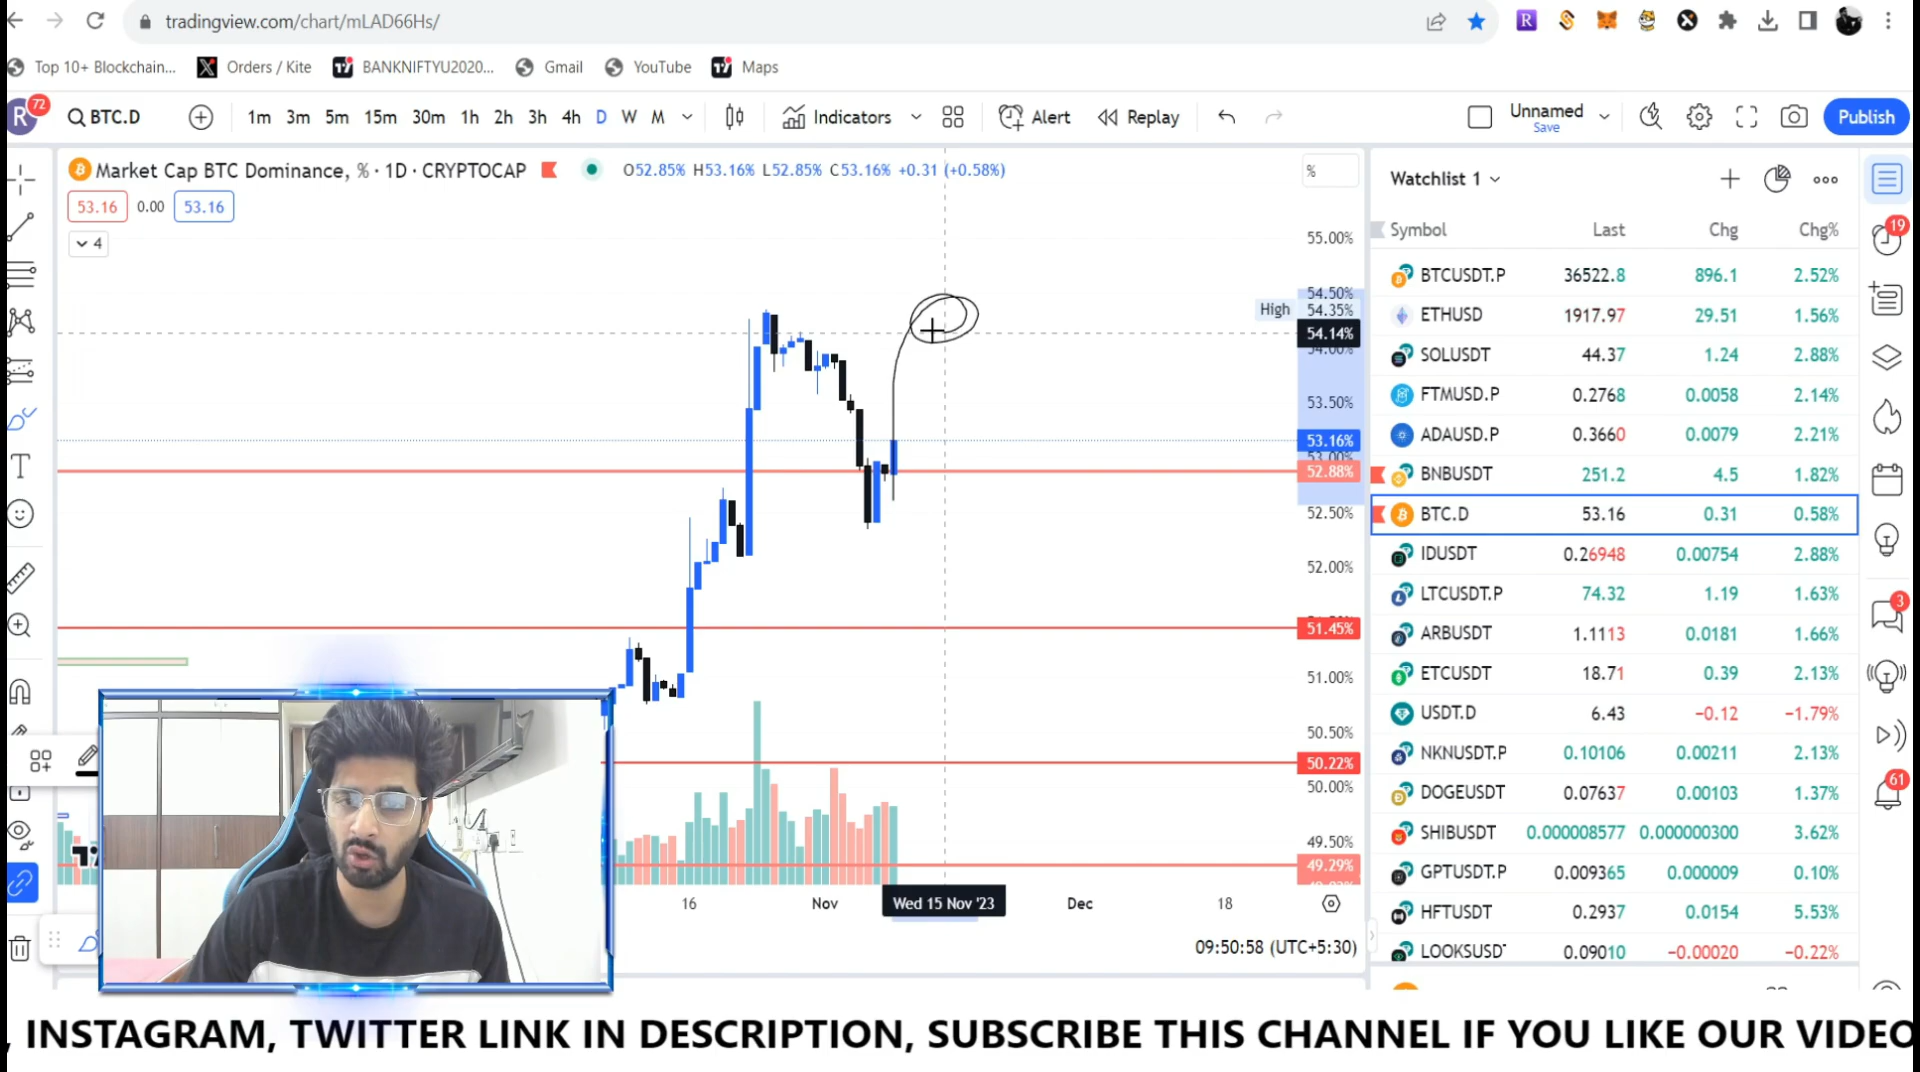 tradingview.com/chart/mLAD66Hs/
Top 10+ Blockchain... Orders / Kite BANKNIFTYU2020... Gmail YouTube Maps
R 72 BTC.D 1m 3m 5m 15m 30m 1h 2h 3h 4h D W M Indicators Alert Replay Unnamed Save Publish
Market Cap BTC Dominance, % · 1D · CRYPTOCAP O52.85% H53.16% L52.85% C53.16% +0.31 (+0.58%)
53.16 0.00 53.16
4
%
55.00%
54.50%
High 54.35%
54.14%
54.00%
53.50%
53.16%
53.00%
52.88%
52.50%
52.00%
51.45%
51.00%
50.50%
50.22%
50.00%
49.50%
49.29%
16 Nov Wed 15 Nov '23 Dec 18
09:50:58 (UTC+5:30)
Watchlist 1
Symbol Last Chg Chg%
BTCUSDT.P 36522.8 896.1 2.52%
ETHUSD 1917.97 29.51 1.56%
SOLUSDT 44.37 1.24 2.88%
FTMUSD.P 0.2768 0.0058 2.14%
ADAUSD.P 0.3660 0.0079 2.21%
BNBUSDT 251.2 4.5 1.82%
BTC.D 53.16 0.31 0.58%
IDUSDT 0.26948 0.00754 2.88%
LTCUSDT.P 74.32 1.19 1.63%
ARBUSDT 1.1113 0.0181 1.66%
ETCUSDT 18.71 0.39 2.13%
USDT.D 6.43 −0.12 −1.79%
NKNUSDT.P 0.10106 0.00211 2.13%
DOGEUSDT 0.07637 0.00103 1.37%
SHIBUSDT 0.000008577 0.000000300 3.62%
GPTUSDT.P 0.009365 0.000009 0.10%
HFTUSDT 0.2937 0.0154 5.53%
LOOKSUSDT 0.09010 −0.00020 −0.22%
19
3
61
, INSTAGRAM, TWITTER LINK IN DESCRIPTION, SUBSCRIBE THIS CHANNEL IF YOU LIKE OUR VIDEO